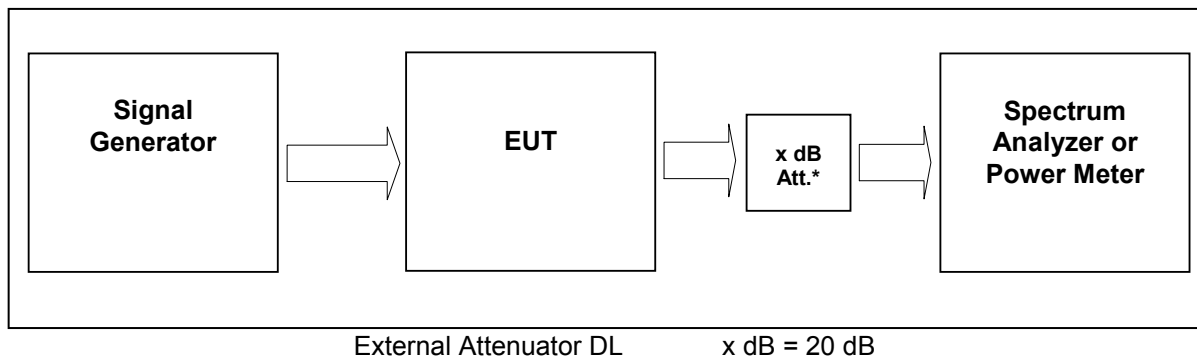 Signal
Generator
EUT
x dB
Att.*
Spectrum
Analyzer or
Power Meter
External Attenuator DL x dB = 20 dB